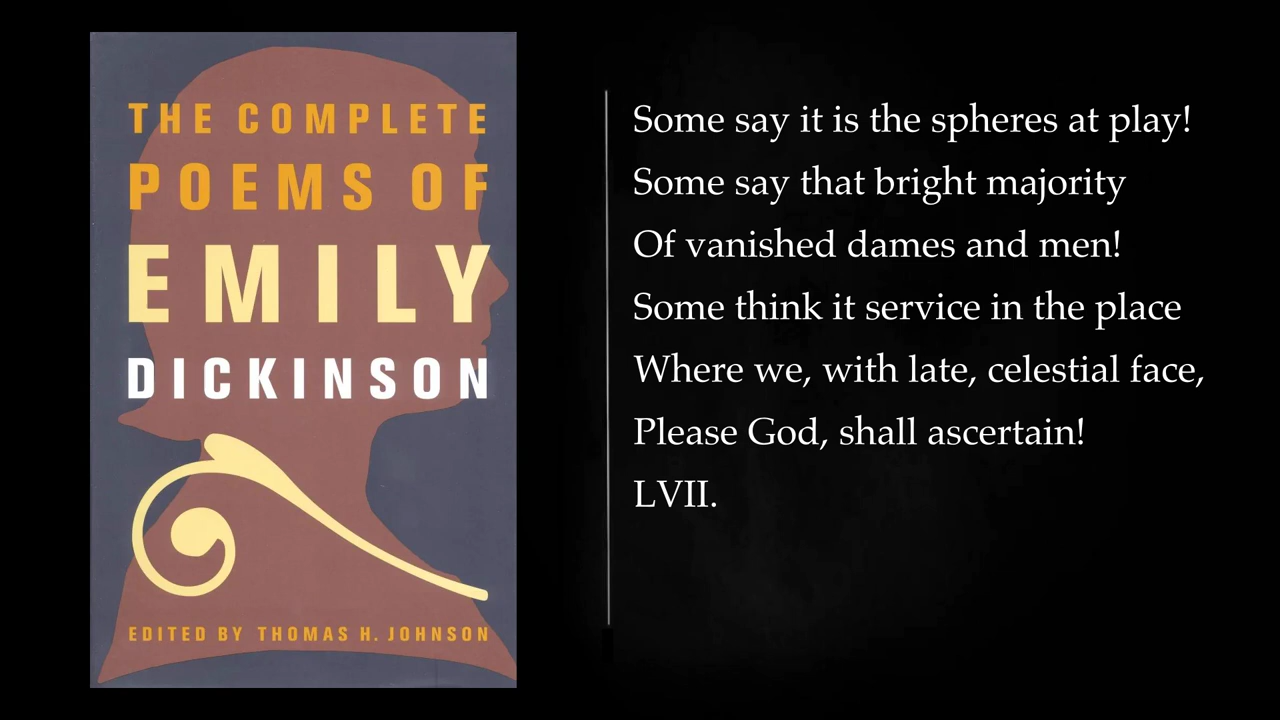 THE COMPLETE
POEMS OF
EMILY
DICKINSON
EDITED BY THOMAS H. JOHNSON
Some say it is the spheres at play!
Some say that bright majority
Of vanished dames and men!
Some think it service in the place
Where we, with late, celestial face,
Please God, shall ascertain!
LVII.